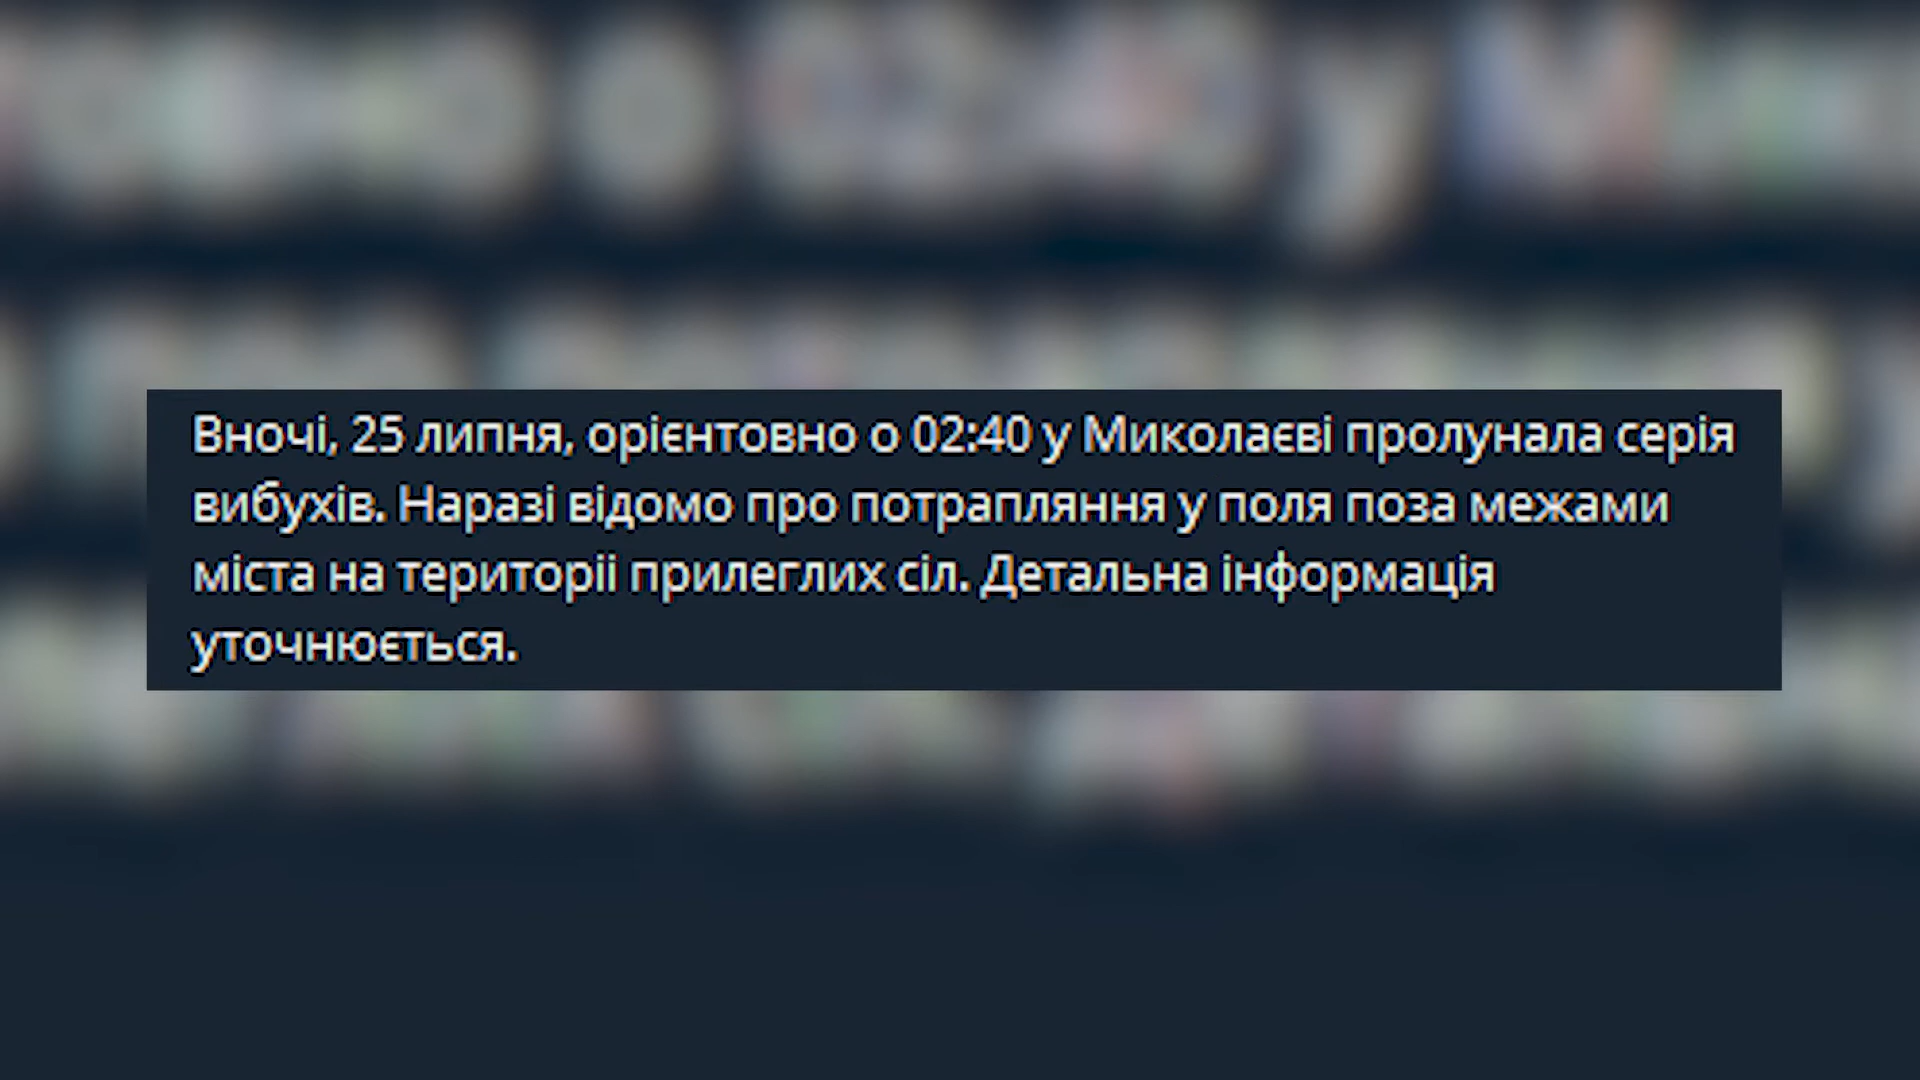 Вночі, 25 липня, орієнтовно о 02:40 у Миколаєві пролунала серія
вибухів. Наразі відомо про потрапляння у поля поза межами
міста на території прилеглих сіл. Детальна інформація
уточнюється.